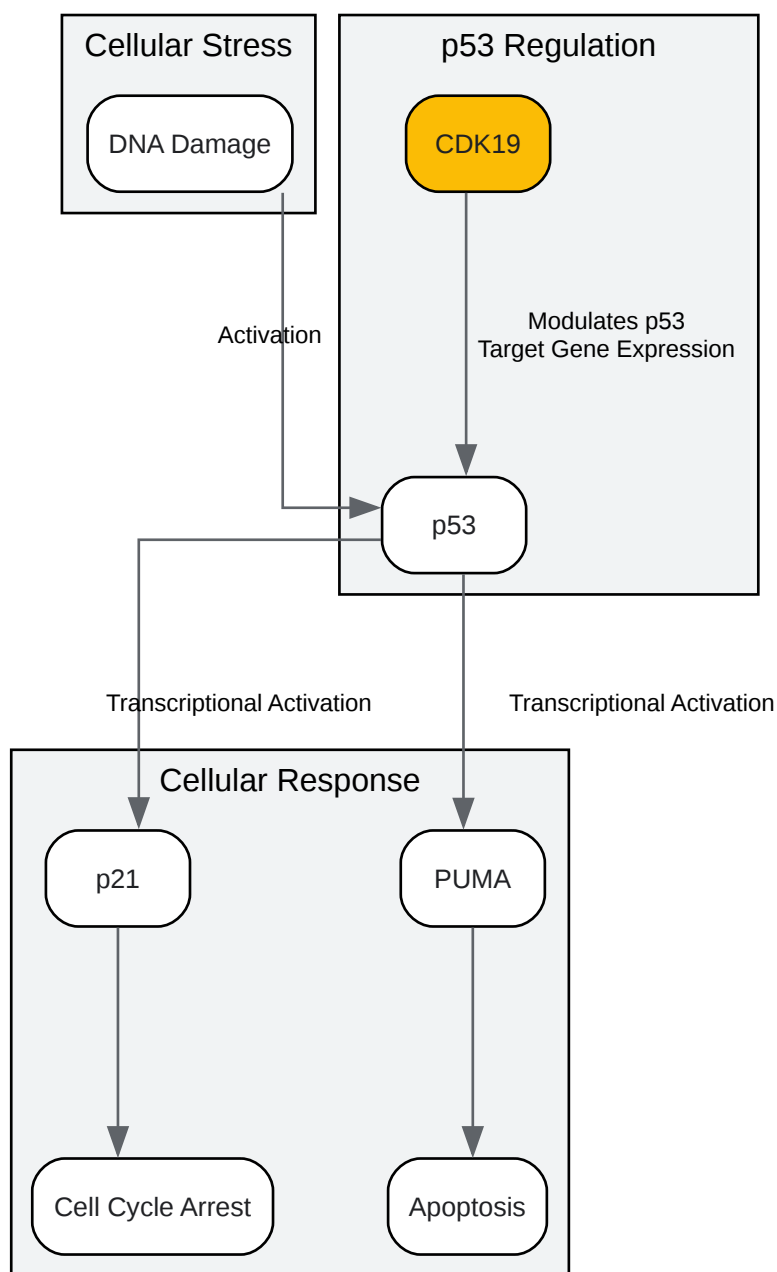 Cellular Stress
p53 Regulation
DNA Damage
CDK19
Activation
Modulates p53
Target Gene Expression
p53
Transcriptional Activation
Transcriptional Activation
Cellular Response
p21
PUMA
Cell Cycle Arrest
Apoptosis